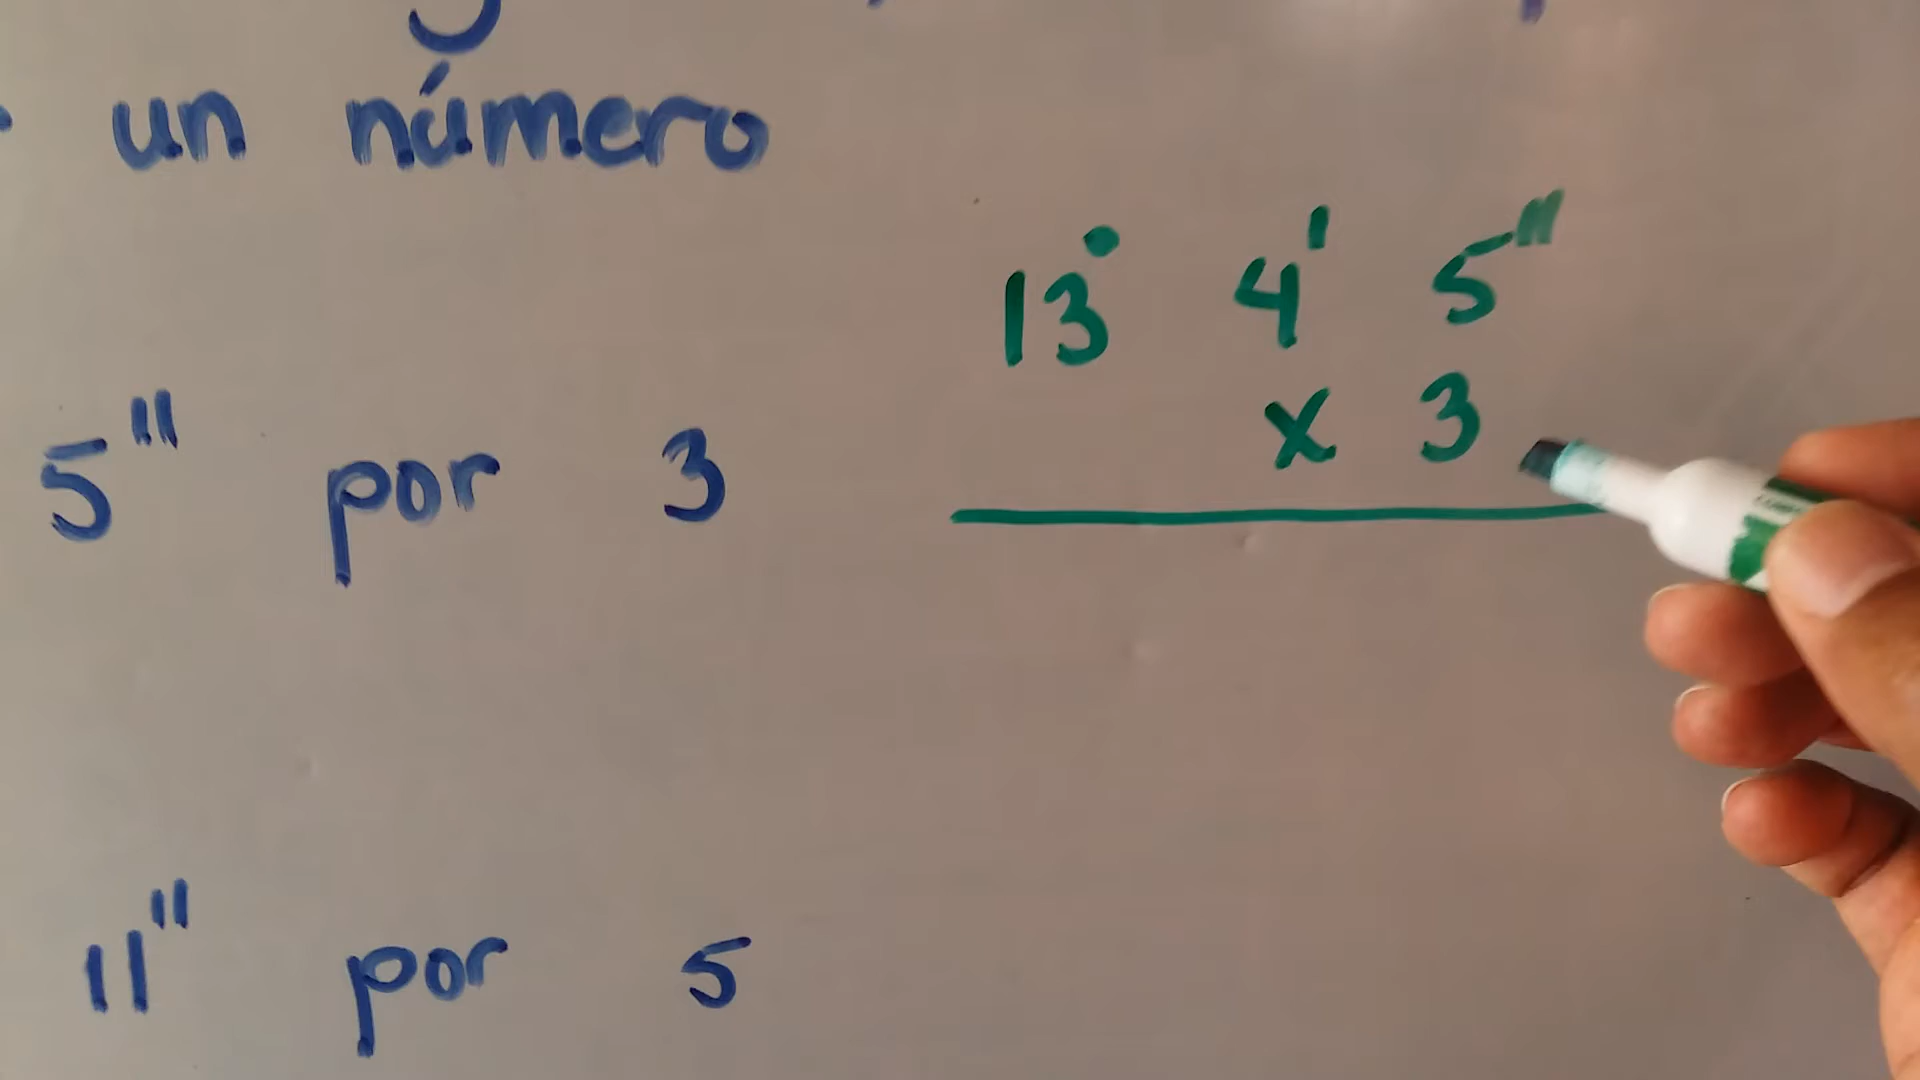 un número
5" por 3
11" por 5
13° 4' 5"
x 3